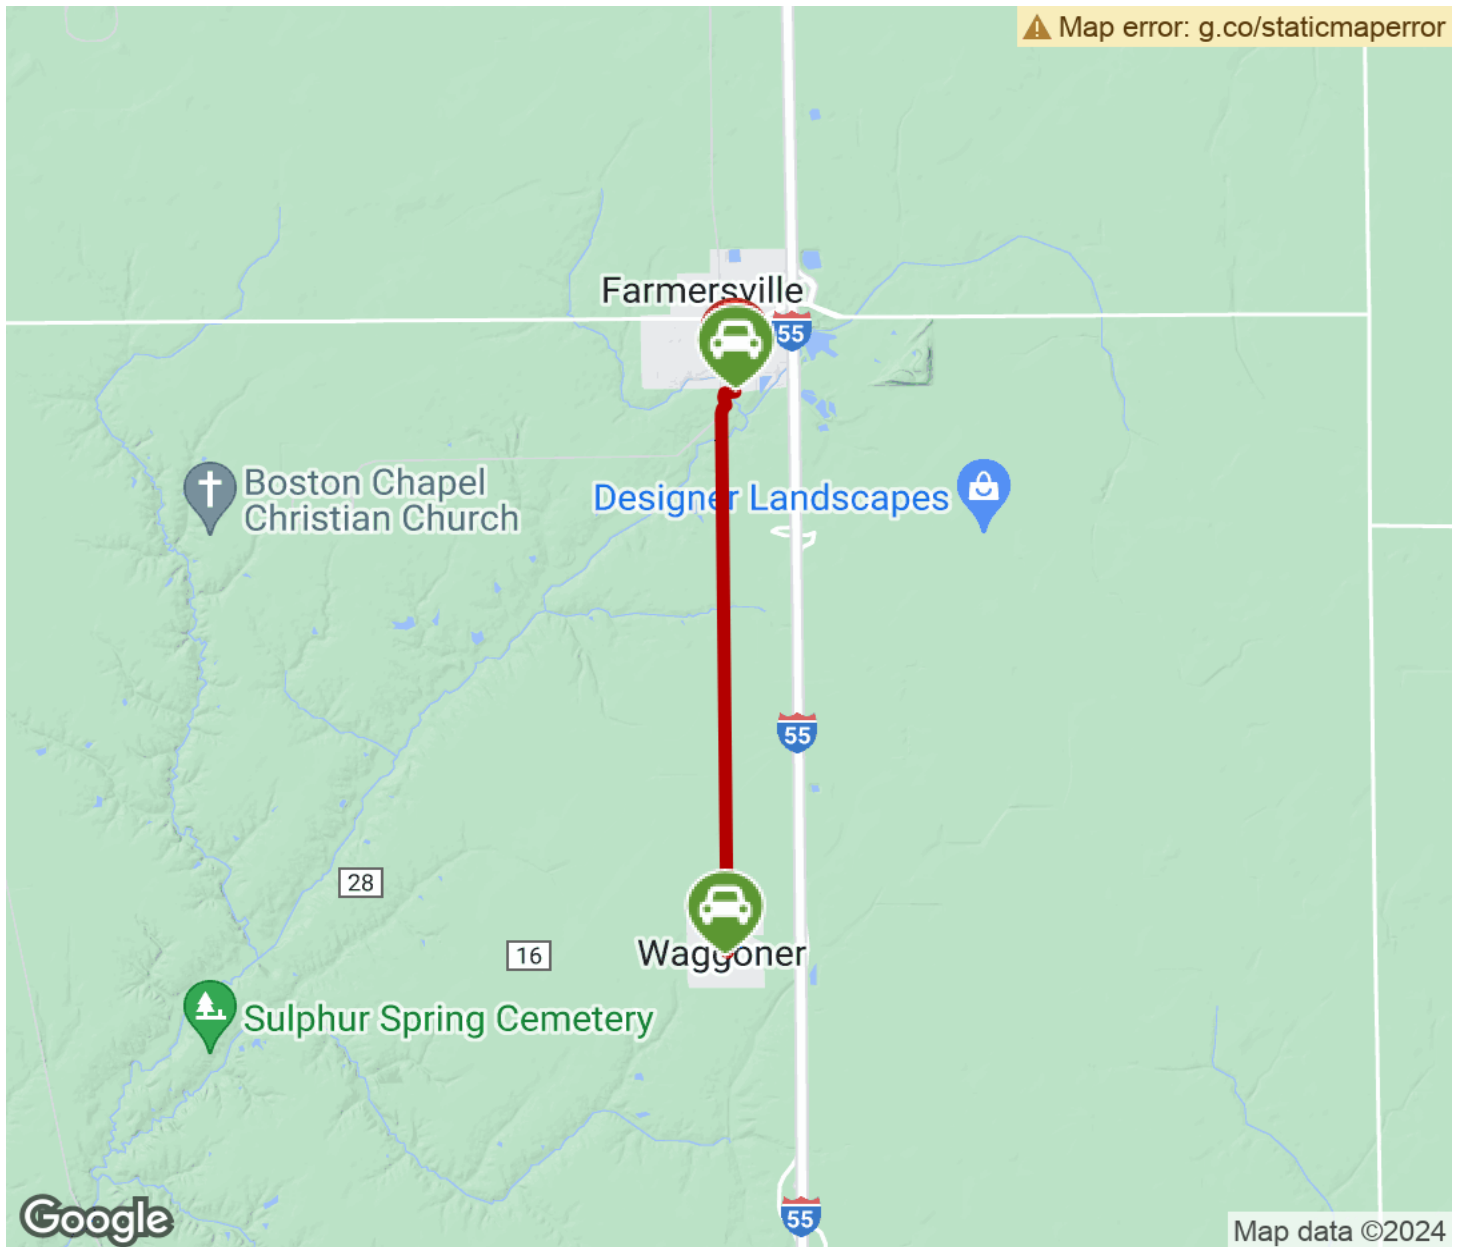 Map error: g.co/staticmaperror
Farmersville
55
Boston Chapel
Christian Church
Designer Landscapes
55
28
16
Waggoner
Sulphur Spring Cemetery
55
Google
Map data ©2024